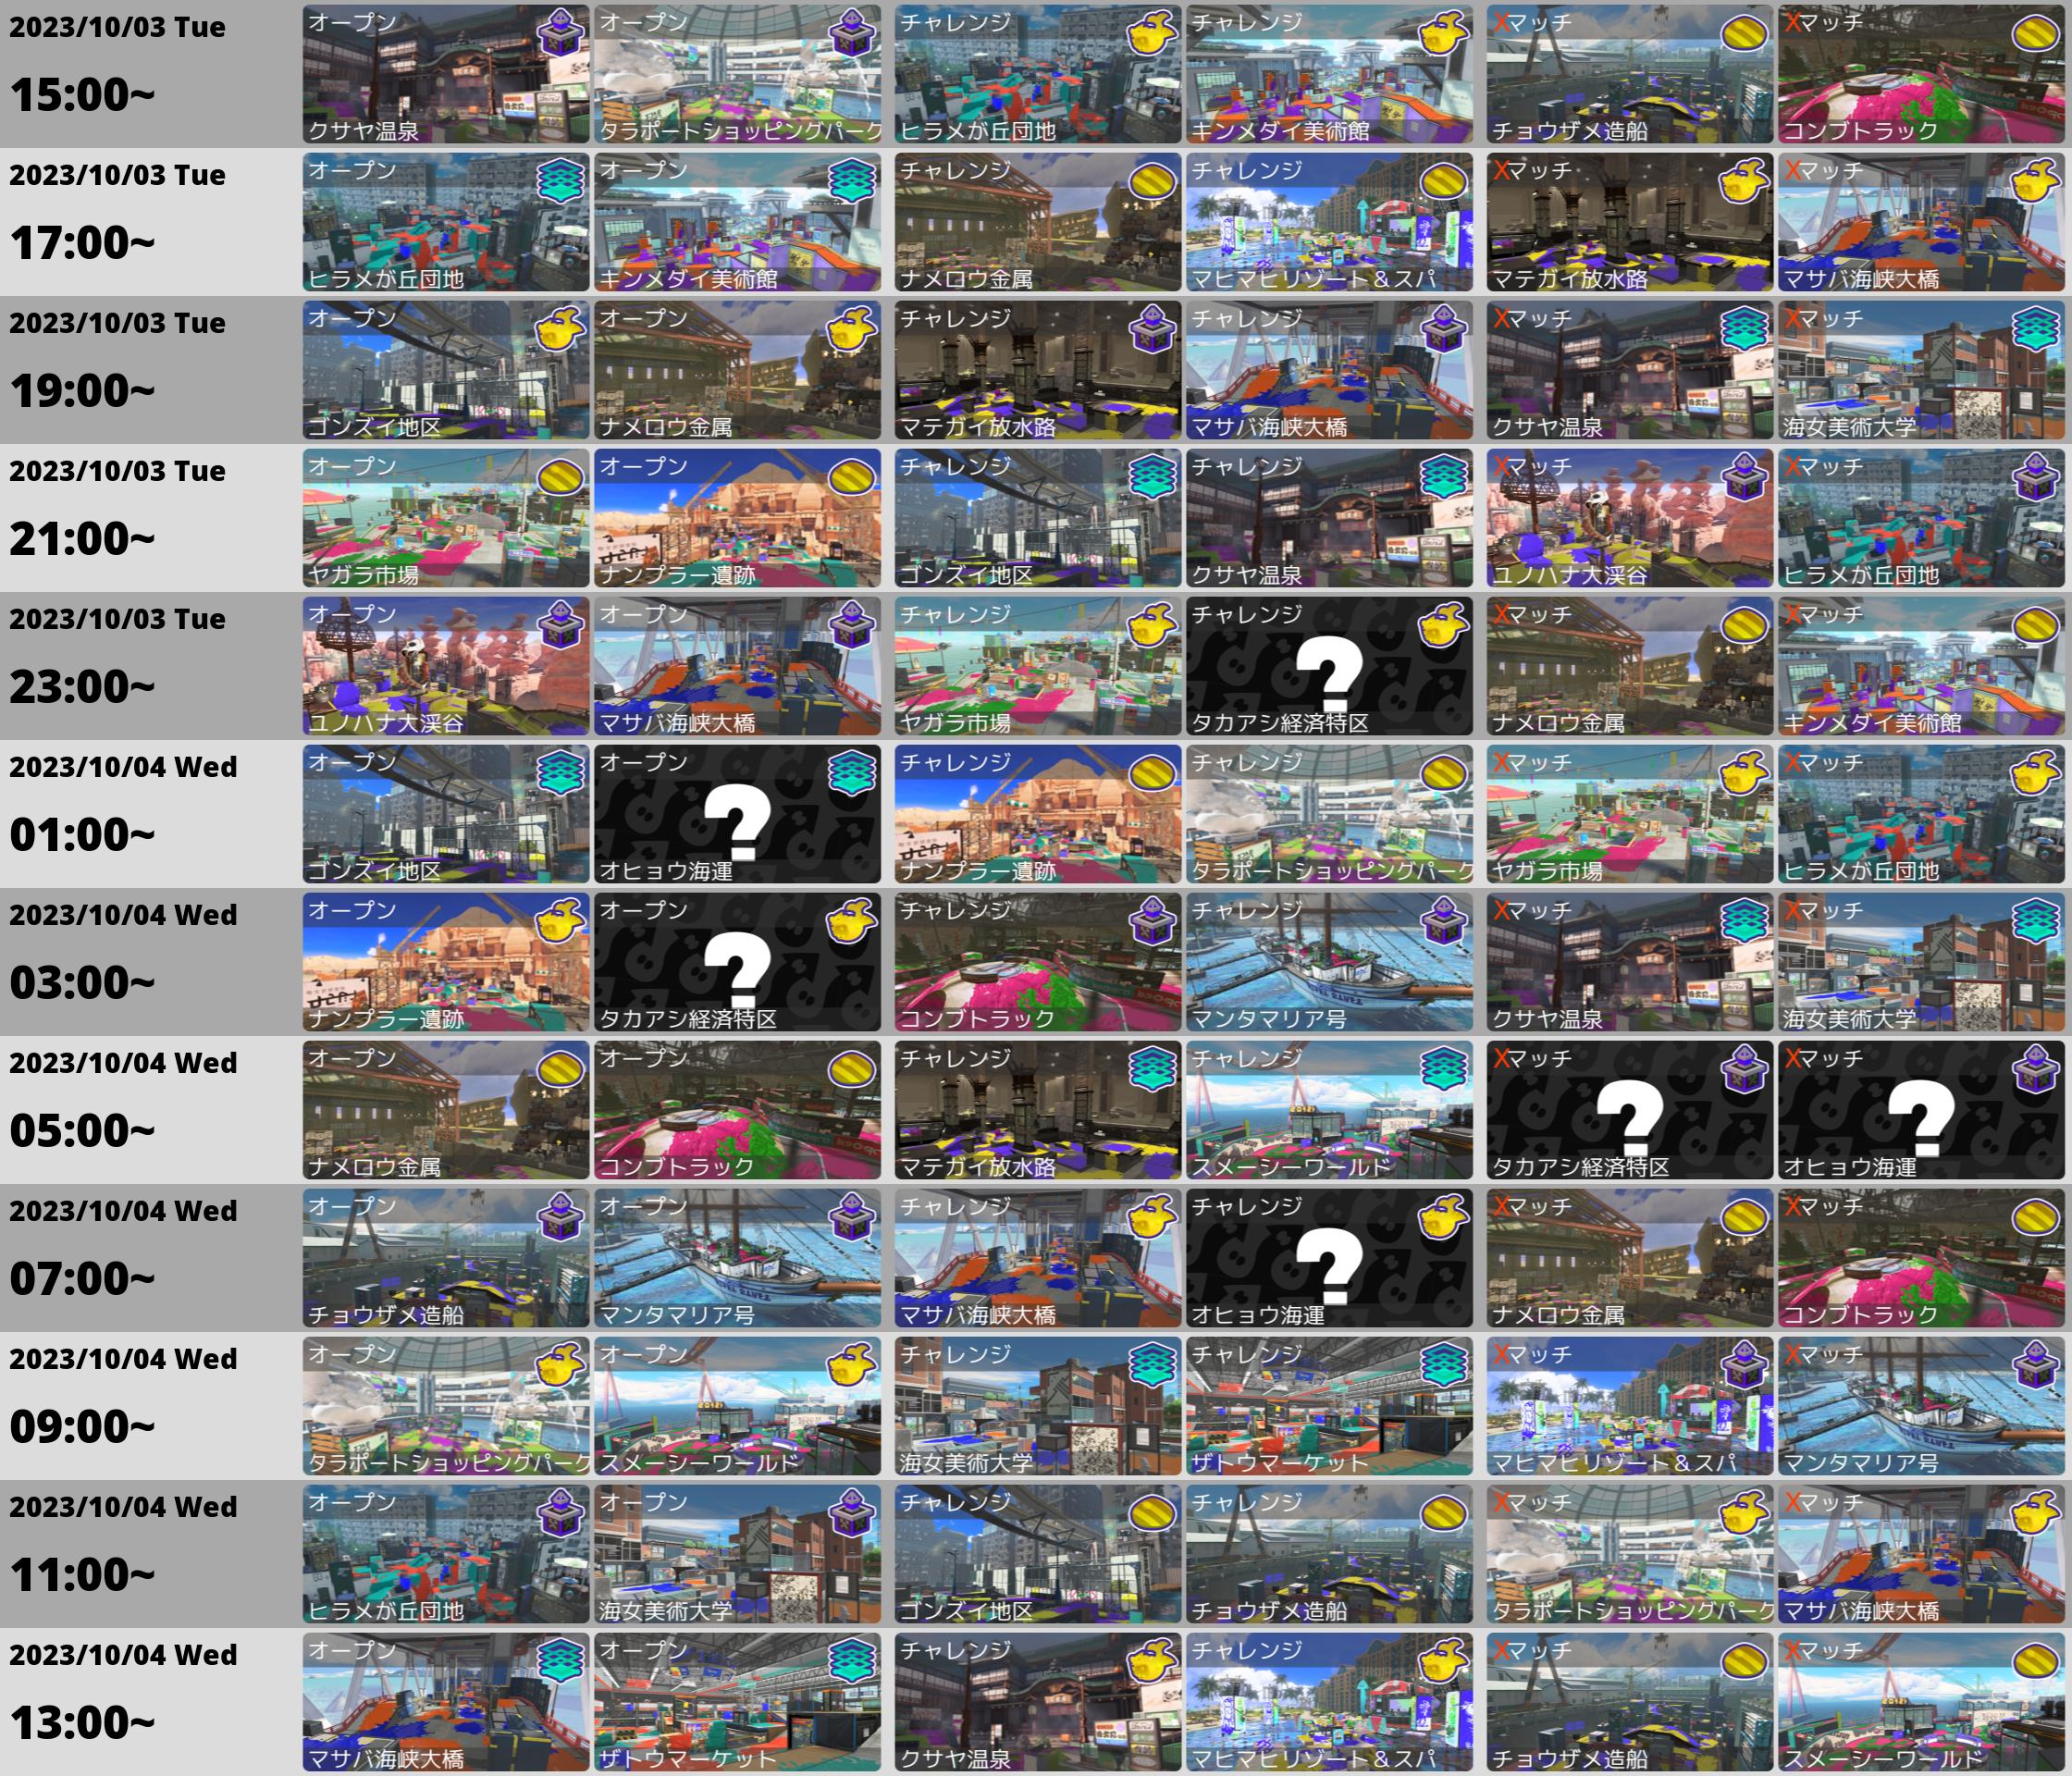 2023/10/03 Tue
15:00~
オープン
クサヤ温泉
オープン
タラポートショッピングパーク
チャレンジ
ヒラメが丘団地
チャレンジ
キンメダイ美術館
Xマッチ
チョウザメ造船
Xマッチ
コンブトラック
2023/10/03 Tue
17:00~
オープン
ヒラメが丘団地
オープン
キンメダイ美術館
チャレンジ
ナメロウ金属
チャレンジ
マヒマヒリゾート＆スパ
Xマッチ
マテガイ放水路
Xマッチ
マサバ海峡大橋
2023/10/03 Tue
19:00~
オープン
ゴンズイ地区
オープン
ナメロウ金属
チャレンジ
マテガイ放水路
チャレンジ
マサバ海峡大橋
Xマッチ
クサヤ温泉
Xマッチ
海女美術大学
2023/10/03 Tue
21:00~
オープン
ヤガラ市場
オープン
ナンプラー遺跡
チャレンジ
ゴンズイ地区
チャレンジ
クサヤ温泉
Xマッチ
ユノハナ大渓谷
Xマッチ
ヒラメが丘団地
2023/10/03 Tue
23:00~
オープン
ユノハナ大渓谷
オープン
マサバ海峡大橋
チャレンジ
ヤガラ市場
チャレンジ
?
タカアシ経済特区
Xマッチ
ナメロウ金属
Xマッチ
キンメダイ美術館
2023/10/04 Wed
01:00~
オープン
ゴンズイ地区
オープン
?
オヒョウ海運
チャレンジ
ナンプラー遺跡
チャレンジ
タラポートショッピングパーク
Xマッチ
ヤガラ市場
Xマッチ
ヒラメが丘団地
2023/10/04 Wed
03:00~
オープン
ナンプラー遺跡
オープン
?
タカアシ経済特区
チャレンジ
コンブトラック
チャレンジ
マンタマリア号
Xマッチ
クサヤ温泉
Xマッチ
海女美術大学
2023/10/04 Wed
05:00~
オープン
ナメロウ金属
オープン
コンブトラック
チャレンジ
マテガイ放水路
チャレンジ
スメーシーワールド
Xマッチ
?
タカアシ経済特区
Xマッチ
?
オヒョウ海運
2023/10/04 Wed
07:00~
オープン
チョウザメ造船
オープン
マンタマリア号
チャレンジ
マサバ海峡大橋
チャレンジ
?
オヒョウ海運
Xマッチ
ナメロウ金属
Xマッチ
コンブトラック
2023/10/04 Wed
09:00~
オープン
タラポートショッピングパーク
オープン
スメーシーワールド
チャレンジ
海女美術大学
チャレンジ
ザトウマーケット
Xマッチ
マヒマヒリゾート＆スパ
Xマッチ
マンタマリア号
2023/10/04 Wed
11:00~
オープン
ヒラメが丘団地
オープン
海女美術大学
チャレンジ
ゴンズイ地区
チャレンジ
チョウザメ造船
Xマッチ
タラポートショッピングパーク
Xマッチ
マサバ海峡大橋
2023/10/04 Wed
13:00~
オープン
マサバ海峡大橋
オープン
ザトウマーケット
チャレンジ
クサヤ温泉
チャレンジ
マヒマヒリゾート＆スパ
Xマッチ
チョウザメ造船
Xマッチ
スメーシーワールド